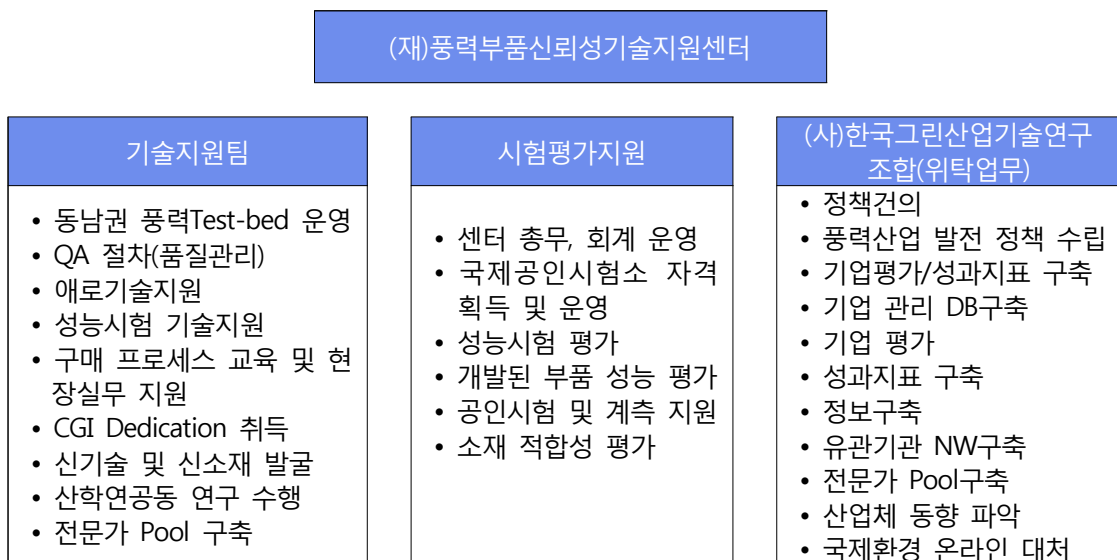 (재)풍력부품신뢰성기술지원센터
기술지원팀
• 동남권 풍력Test-bed 운영
• QA 절차(품질관리)
• 애로기술지원
• 성능시험 기술지원
• 구매 프로세스 교육 및 현
장실무 지원
• CGI Dedication 취득
• 신기술 및 신소재 발굴
• 산학연공동 연구 수행
• 전문가 Pool 구축
시험평가지원
• 센터 총무, 회계 운영
• 국제공인시험소 자격
획득 및 운영
• 성능시험 평가
• 개발된 부품 성능 평가
• 공인시험 및 계측 지원
• 소재 적합성 평가
(사)한국그린산업기술연구
조합(위탁업무)
• 정책건의
• 풍력산업 발전 정책 수립
• 기업평가/성과지표 구축
• 기업 관리 DB구축
• 기업 평가
• 성과지표 구축
• 정보구축
• 유관기관 NW구축
• 전문가 Pool구축
• 산업체 동향 파악
• 국제환경 온라인 대처